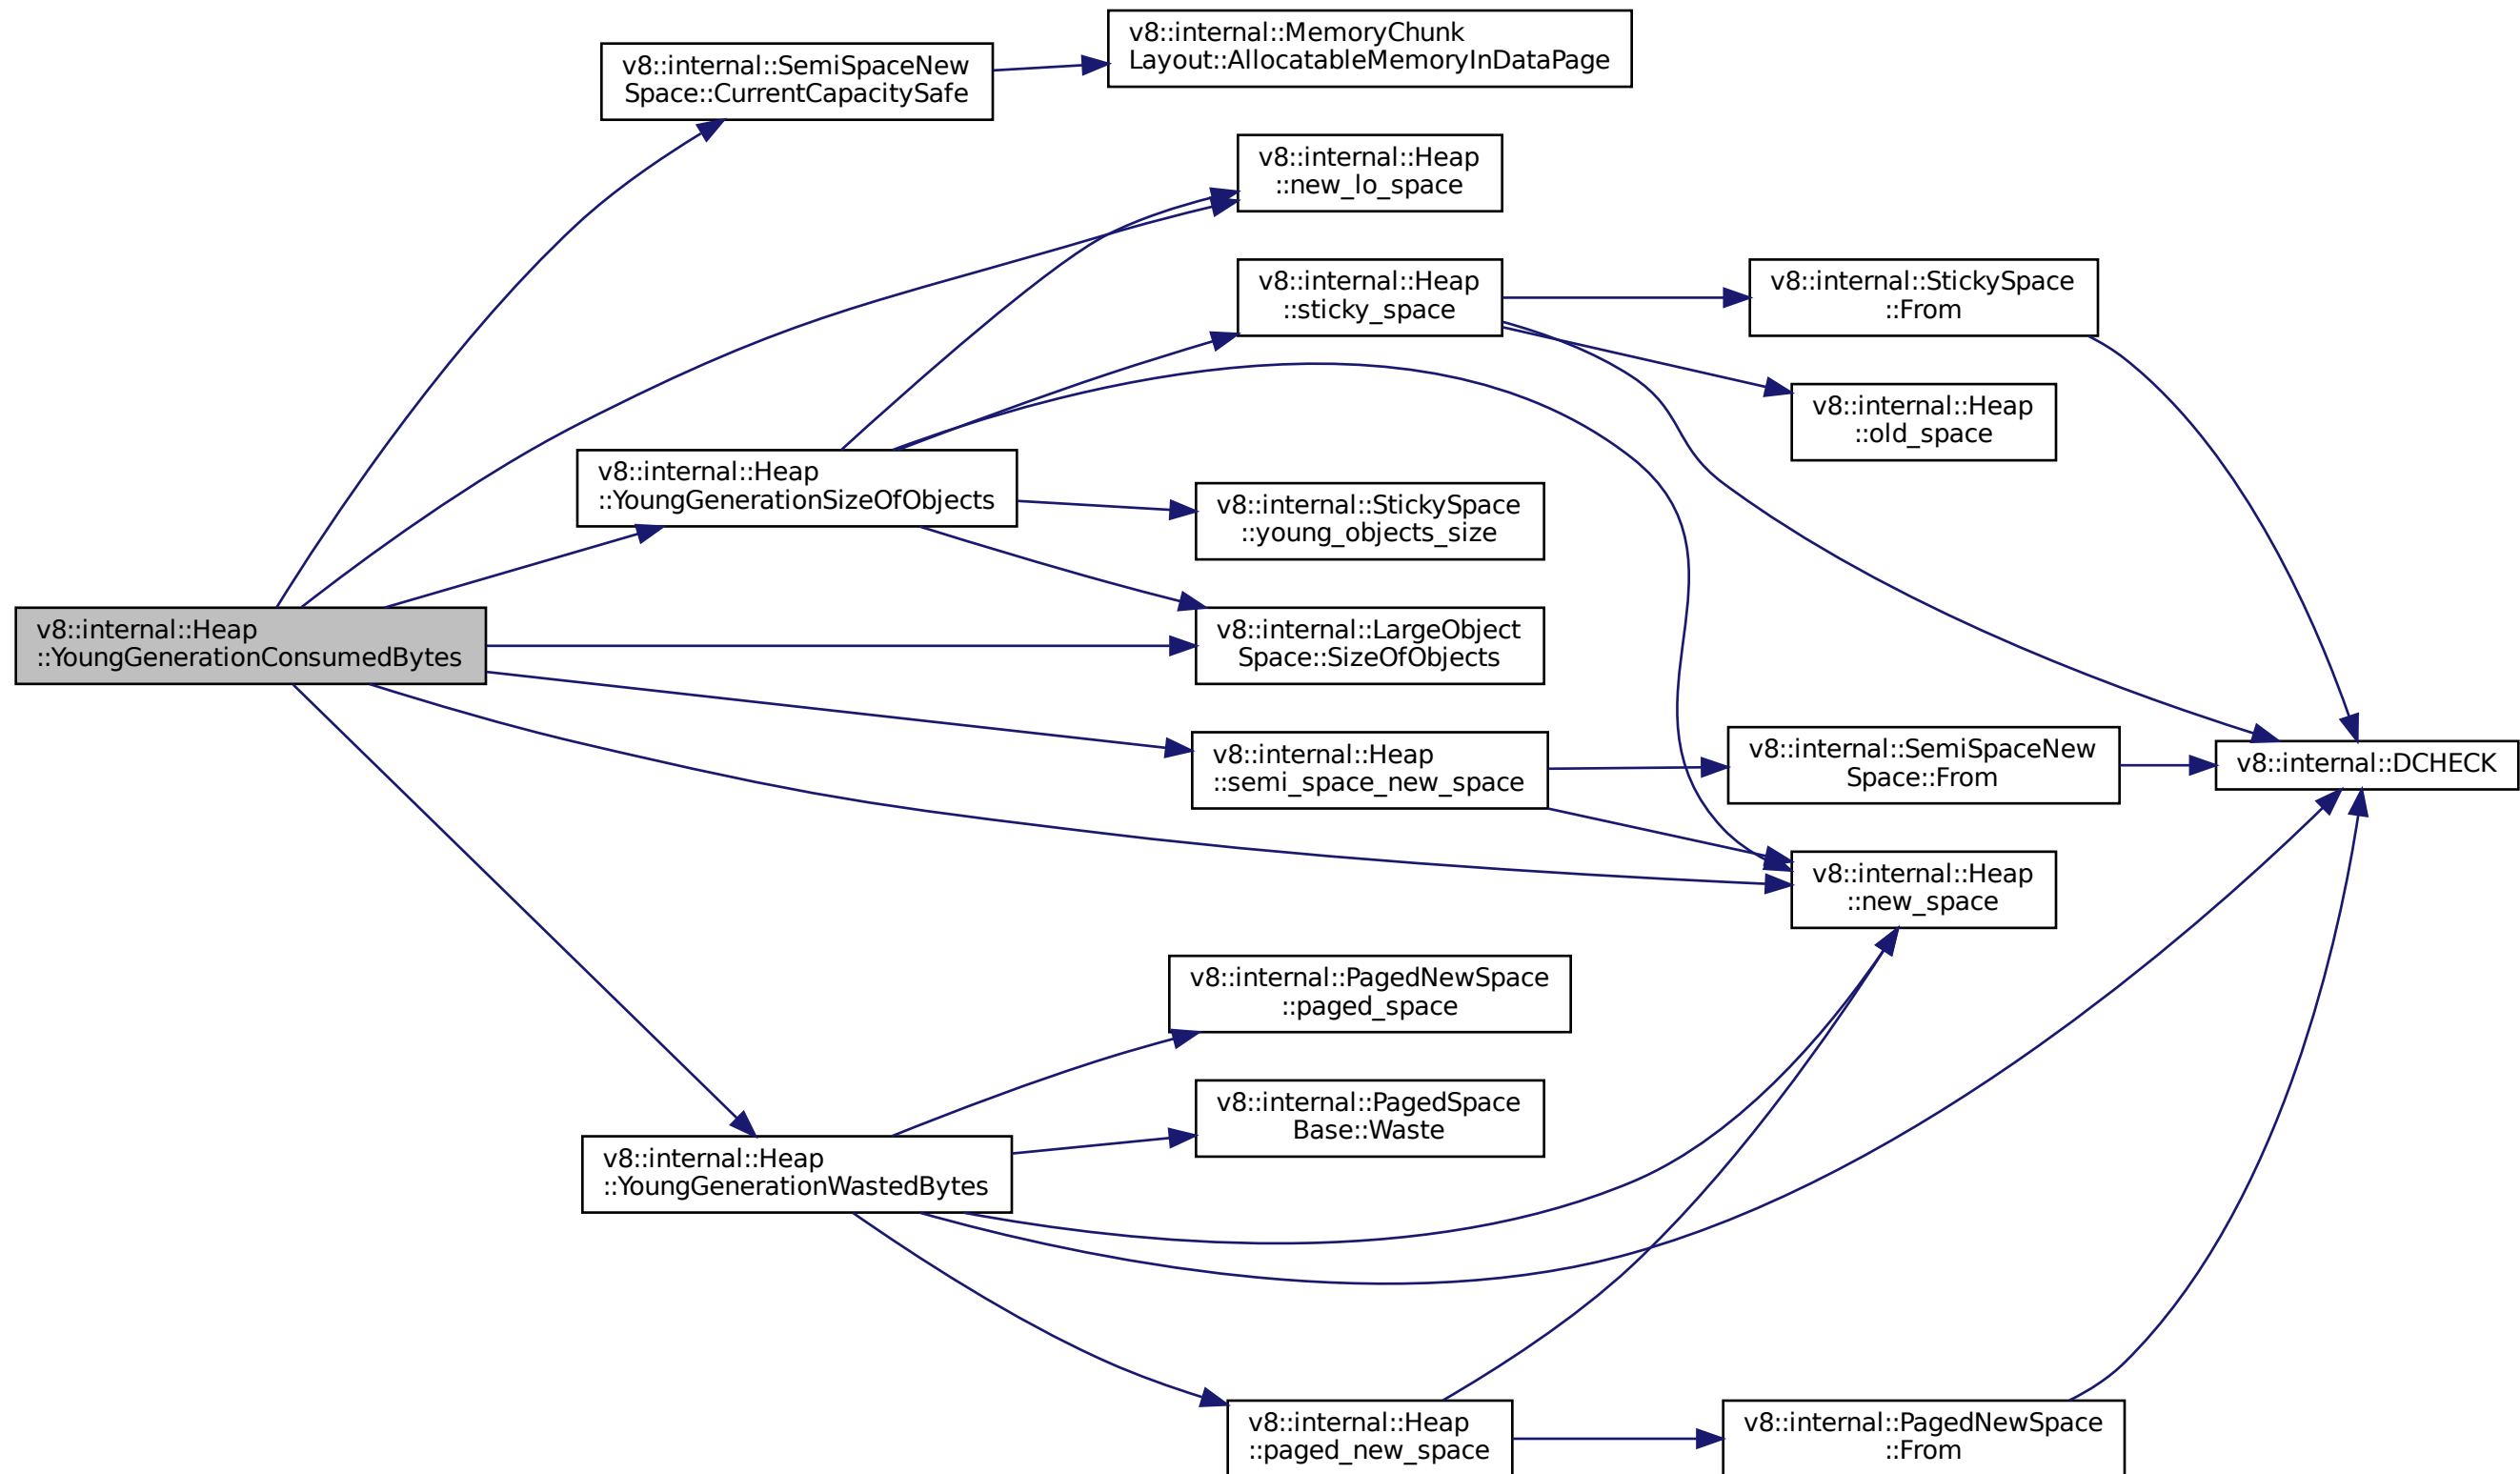 v8::internal::Heap
::YoungGenerationConsumedBytes
v8::internal::SemiSpaceNew
Space::CurrentCapacitySafe
v8::internal::MemoryChunk
Layout::AllocatableMemoryInDataPage
v8::internal::Heap
::new_lo_space
v8::internal::Heap
::YoungGenerationSizeOfObjects
v8::internal::Heap
::sticky_space
v8::internal::StickySpace
::From
v8::internal::Heap
::old_space
v8::internal::StickySpace
::young_objects_size
v8::internal::LargeObject
Space::SizeOfObjects
v8::internal::Heap
::semi_space_new_space
v8::internal::SemiSpaceNew
Space::From
v8::internal::DCHECK
v8::internal::Heap
::new_space
v8::internal::PagedNewSpace
::paged_space
v8::internal::PagedSpace
Base::Waste
v8::internal::Heap
::YoungGenerationWastedBytes
v8::internal::Heap
::paged_new_space
v8::internal::PagedNewSpace
::From